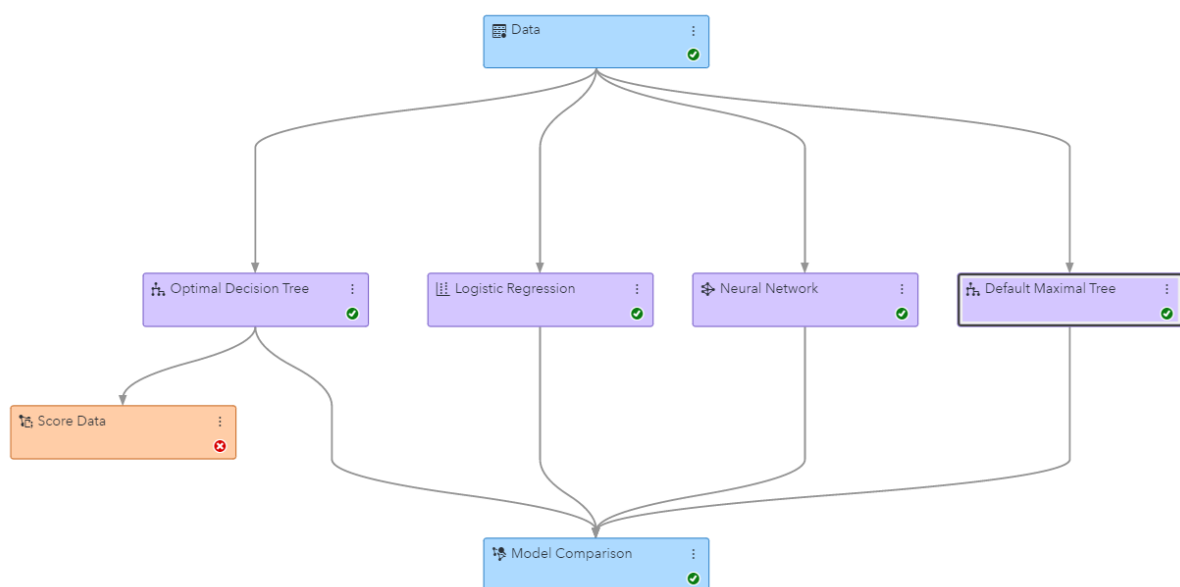 Data
Optimal Decision Tree
Logistic Regression
Neural Network
Default Maximal Tree
Score Data
Model Comparison